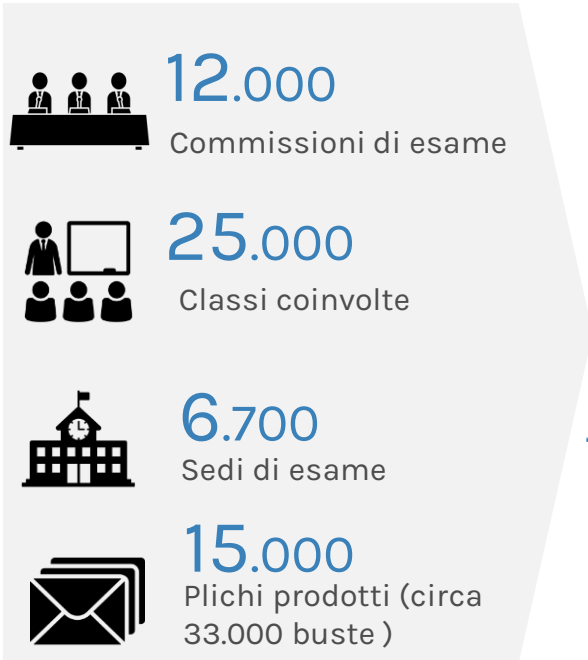 12.000
Commissioni di esame
25.000
Classi coinvolte
6.700
Sedi di esame
15.000
Plichi prodotti (circa
33.000 buste )